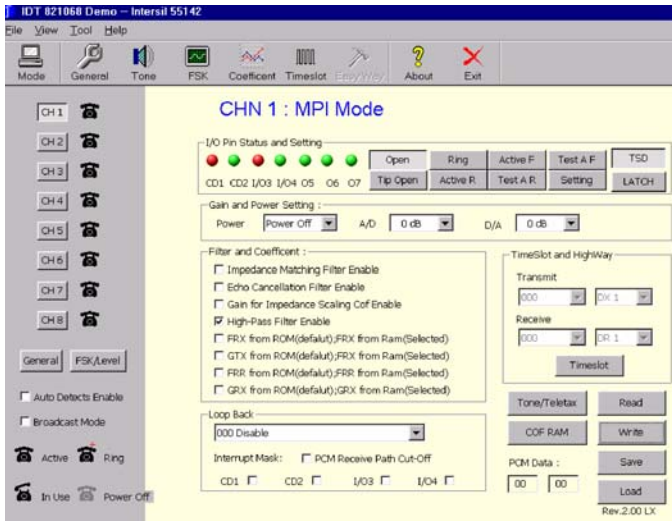 IDT 821068 Demo -- Intersil 55142
File View Tool Help
Mode General Tone FSK Coefficent Timeslot EasyWay About Exit
CHN 1 : MPI Mode
CH 1
CH 2
CH 3
CH 4
CH 5
CH 6
CH 7
CH 8
General FSK/Level
Auto Detects Enable
Broadcast Mode
Active Ring
In Use Power Off
I/O Pin Status and Setting
CD1 CD2 I/O3 I/O4 O5 O6 O7
Open Ring Active F Test A F TSD
Tip Open Active R Test A R Setting LATCH
Gain and Power Setting :
Power Power Off A/D 0 dB D/A 0 dB
Filter and Coefficent :
Impedance Matching Filter Enable
Echo Cancellation Filter Enable
Gain for Impedance Scaling Cof Enable
High-Pass Filter Enable
FRX from ROM(defalut);FRX from Ram(Selected)
GTX from ROM(defalut);FRX from Ram(Selected)
FRR from ROM(defalut);FRR from Ram(Selected)
GRX from ROM(defalut);GRX from Ram(Selected)
TimeSlot and HighWay
Transmit
000 DX 1
Receive
000 DR 1
Timeslot
Loop Back
000 Disable
Interrupt Mask: PCM Receive Path Cut-Off
CD1 CD2 I/O3 I/O4
Tone/Teletax Read
COF RAM Write
PCM Data : Save
00 00 Load
Rev.2.00 LX